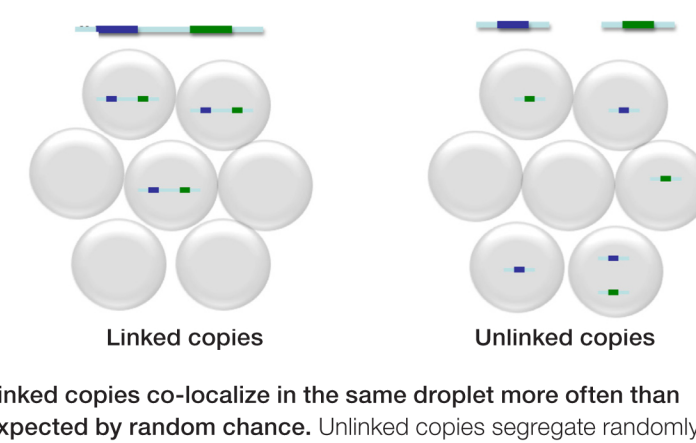 Linked copies
Unlinked copies
inked copies co-localize in the same droplet more often than
xpected by random chance. Unlinked copies segregate randomly